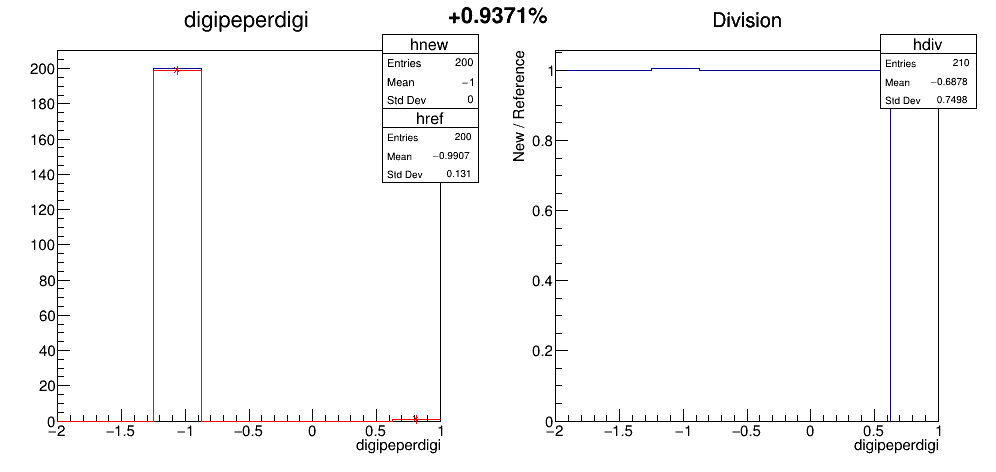 digipeperdigi
+0.9371%
Division
hnew
Entries 200
Mean −1
Std Dev 0
href
Entries 200
Mean −0.9907
Std Dev 0.131
200
180
160
140
120
100
80
60
40
20
0
−2 −1.5 −1 −0.5 0 0.5 1
digipeperdigi
hdiv
Entries 210
Mean −0.6878
Std Dev 0.7498
New / Reference
1
0.8
0.6
0.4
0.2
0
−2 −1.5 −1 −0.5 0 0.5 1
digipeperdigi